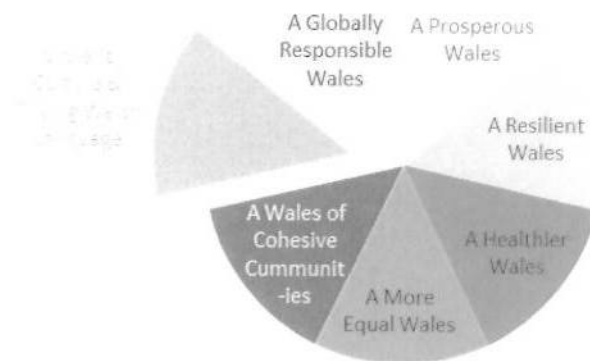 A Globally
Responsible
Wales
A Prosperous
Wales
A Resilient
Wales
A Healthier
Wales
A More
Equal Wales
A Wales of
Cohesive
Cummunit
-ies